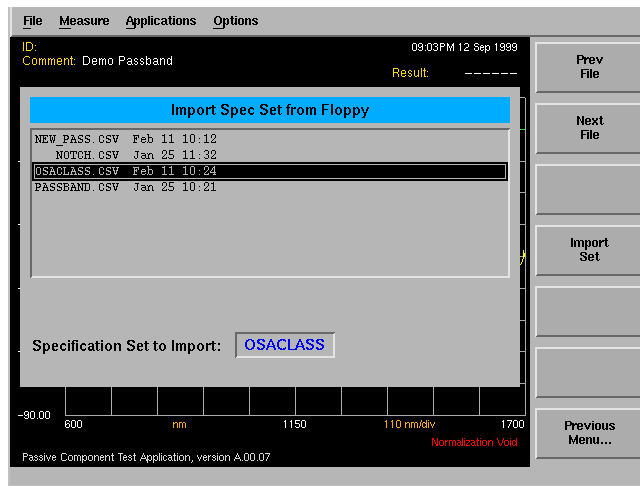 File Measure Applications Options
ID: 09:03PM 12 Sep 1999
Comment: Demo Passband
Result: ------
Prev
File
Import Spec Set from Floppy
Next
File
NEW_PASS.CSV Feb 11 10:12
NOTCH.CSV Jan 25 11:32
OSACLASS.CSV Feb 11 10:24
PASSBAND.CSV Jan 25 10:21
Import
Set
Specification Set to Import: OSACLASS
-90.00
600 nm 1150 110 nm/div 1700
Normalization Void
Previous
Menu...
Passive Component Test Application, version A.00.07